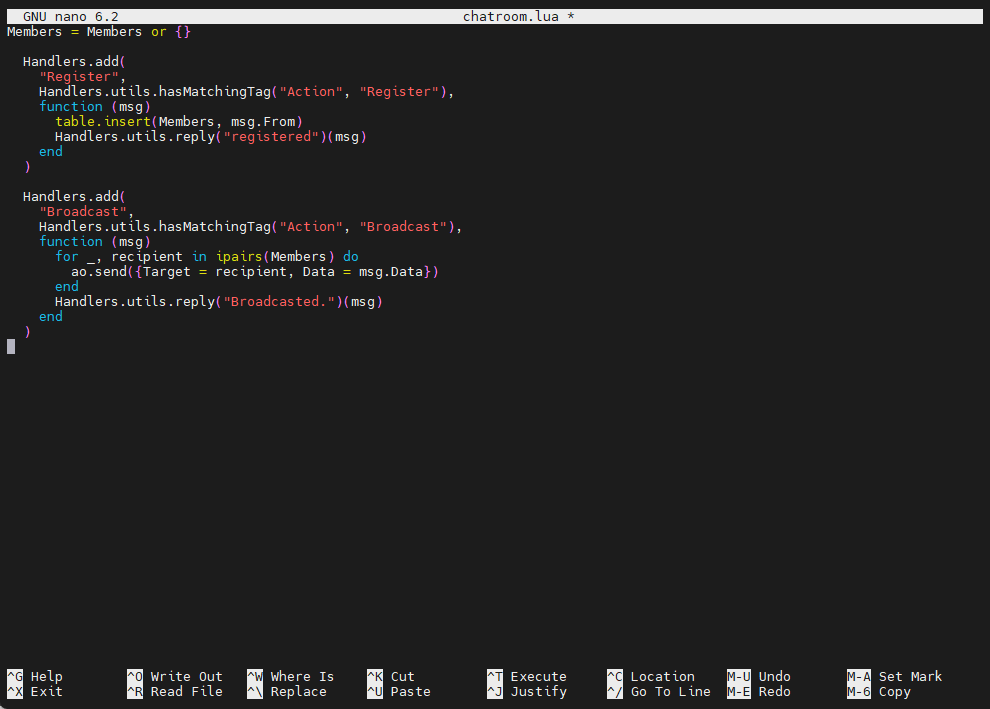 GNU nano 6.2 chatroom.lua *
Members = Members or {}
Handlers.add(
"Register",
Handlers.utils.hasMatchingTag("Action", "Register"),
function (msg)
table.insert(Members, msg.From)
Handlers.utils.reply("registered")(msg)
end
)
Handlers.add(
"Broadcast",
Handlers.utils.hasMatchingTag("Action", "Broadcast"),
function (msg)
for _, recipient in ipairs(Members) do
ao.send({Target = recipient, Data = msg.Data})
end
Handlers.utils.reply("Broadcasted.")(msg)
end
)
^G Help ^O Write Out ^W Where Is ^K Cut ^T Execute ^C Location M-U Undo M-A Set Mark
^X Exit ^R Read File ^\ Replace ^U Paste ^J Justify ^/ Go To Line M-E Redo M-6 Copy